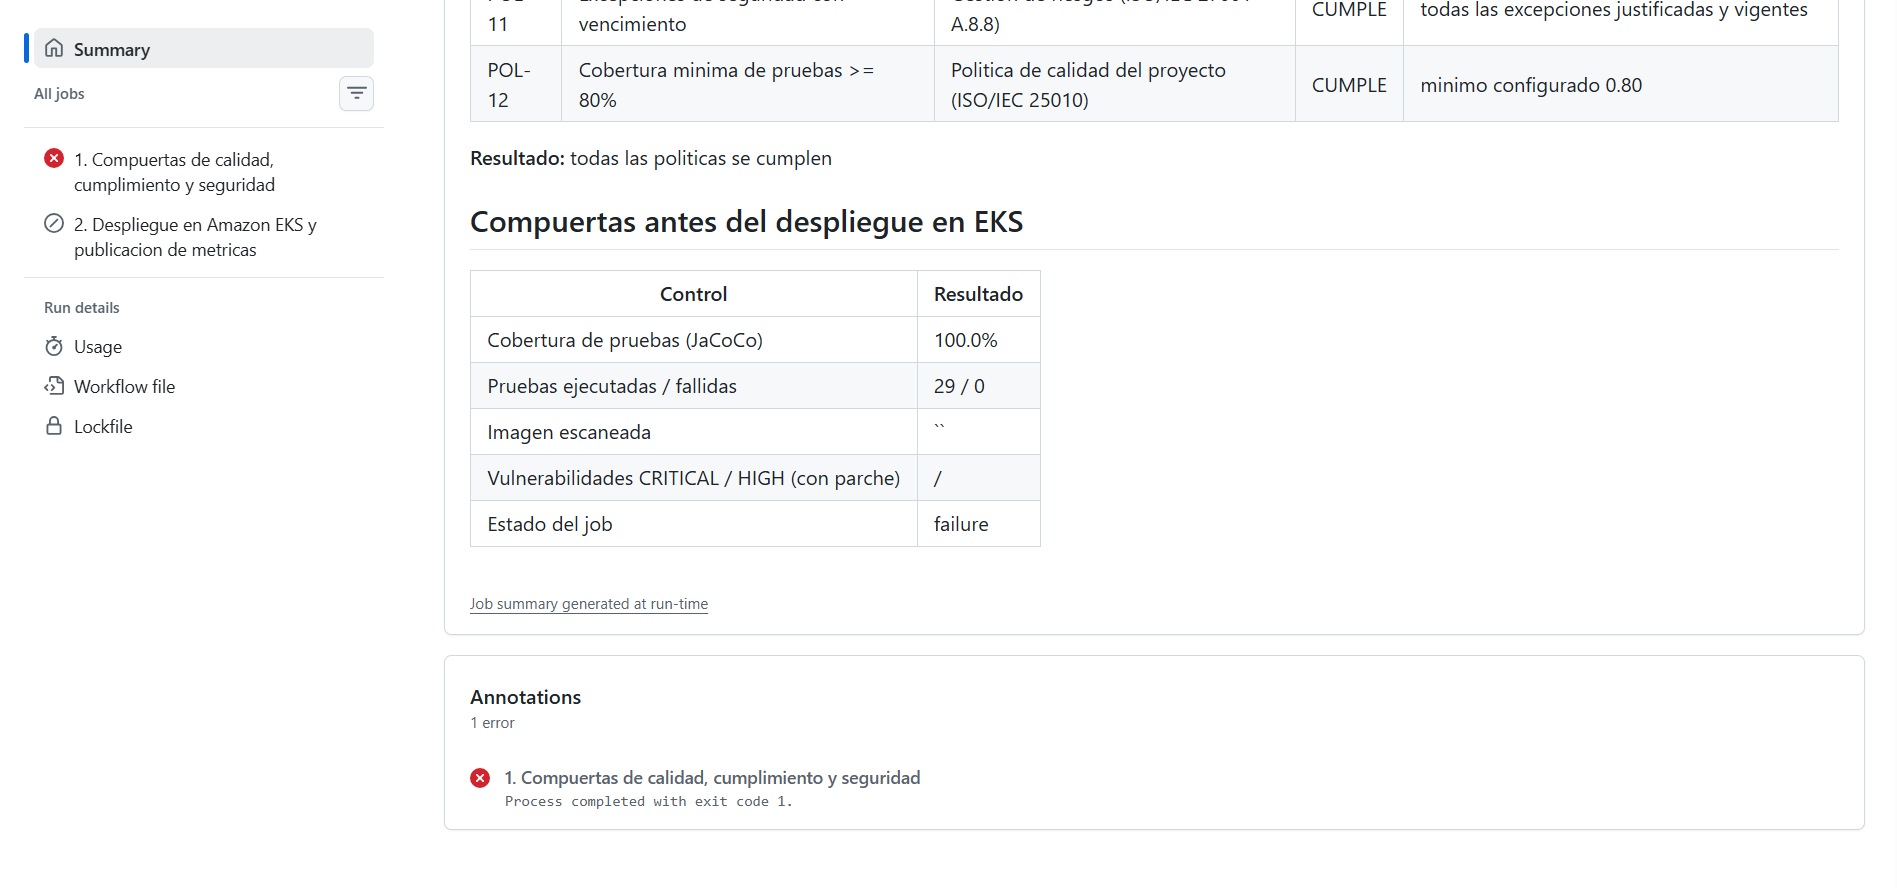 Summary
All jobs
1. Compuertas de calidad,
cumplimiento y seguridad
2. Despliegue en Amazon EKS y
publicacion de metricas
Run details
Usage
Workflow file
Lockfile
11
vencimiento
A.8.8)
CUMPLE
todas las excepciones justificadas y vigentes
POL-
12
Cobertura minima de pruebas >=
80%
Politica de calidad del proyecto
(ISO/IEC 25010)
CUMPLE
minimo configurado 0.80
Resultado: todas las politicas se cumplen
Compuertas antes del despliegue en EKS
Control Resultado
Cobertura de pruebas (JaCoCo) 100.0%
Pruebas ejecutadas / fallidas 29 / 0
Imagen escaneada ``
Vulnerabilidades CRITICAL / HIGH (con parche) /
Estado del job failure
Job summary generated at run-time
Annotations
1 error
1. Compuertas de calidad, cumplimiento y seguridad
Process completed with exit code 1.